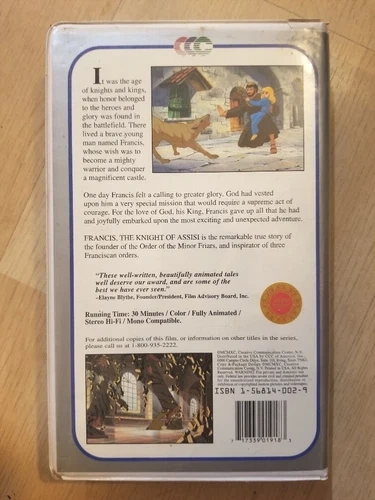 CCC
It was the age
of knights and kings,
when honor belonged
to the heroes and
glory was found in
the battlefield. There
lived a brave young
man named Francis,
whose wish was to
become a mighty
warrior and conquer
a magnificent castle.
One day Francis felt a calling to greater glory. God had vested
upon him a very special mission that would require a supreme act of
courage. For the love of God, his King, Francis gave up all that he had
and joyfully embarked upon the most exciting and unexpected adventure.
FRANCIS, THE KNIGHT OF ASSISI is the remarkable true story of
the founder of the Order of the Minor Friars, and inspirator of three
Franciscan orders.
"These well-written, beautifully animated tales
well deserve our award, and are some of the
best we have ever seen."
-Elayne Blythe, Founder/President, Film Advisory Board, Inc.
Running Time: 30 Minutes / Color / Fully Animated /
Stereo Hi-Fi / Mono Compatible.
For additional copies of this film, or information on other titles in the series,
please call us at 1-800-935-2222.
ISBN 1-56814-002-9
7 17339 01918 3